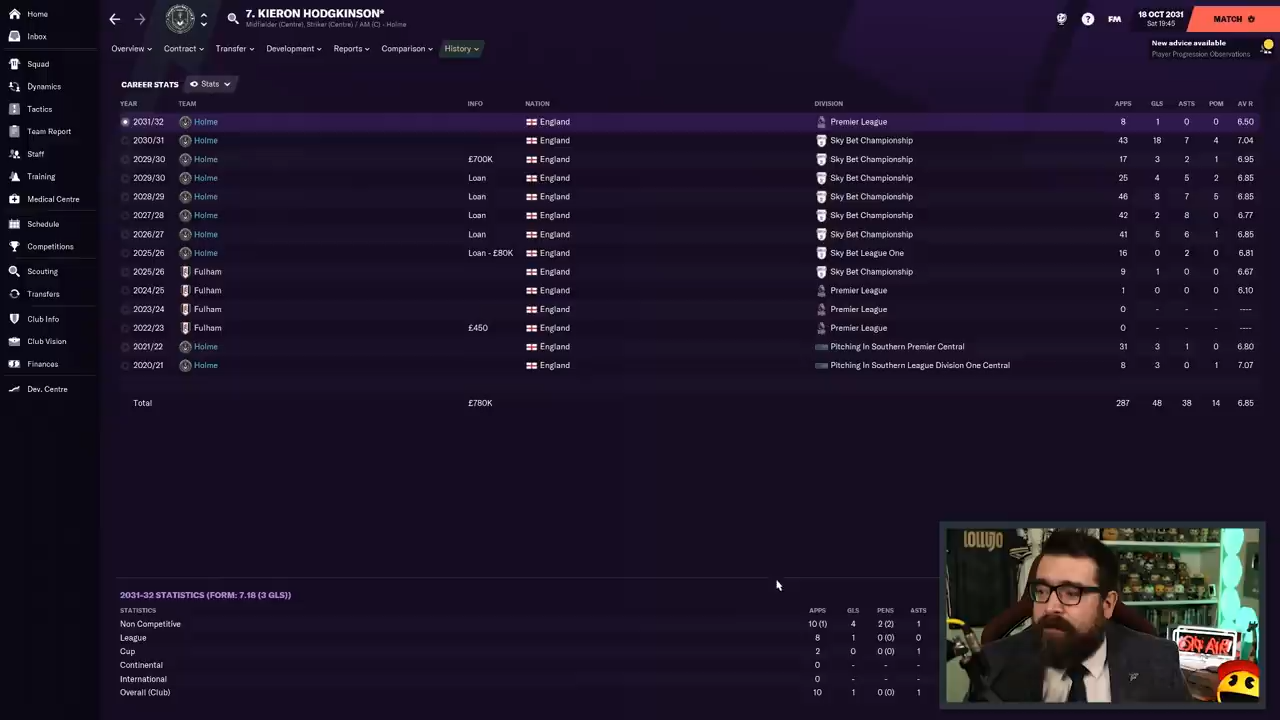 Home
Inbox
Squad
Dynamics
Tactics
Team Report
Staff
Training
Medical Centre
Schedule
Competitions
Scouting
Transfers
Club Info
Club Vision
Finances
Dev. Centre
7. KIERON HODGKINSON*
Midfielder (Centre), Striker (Centre) / AM (C) - Holme
FM
18 OCT 2031
Sat 19:45
MATCH
Overview
Contract
Transfer
Development
Reports
Comparison
History
New advice available
Player Progression Observations
CAREER STATS Stats
YEAR TEAM INFO NATION DIVISION APPS GLS ASTS POM AV R
2031/32 Holme England Premier League 8 1 0 0 6.50
2030/31 Holme England Sky Bet Championship 43 18 7 4 7.04
2029/30 Holme £700K England Sky Bet Championship 17 3 2 1 6.95
2029/30 Holme Loan England Sky Bet Championship 25 4 5 2 6.85
2028/29 Holme Loan England Sky Bet Championship 46 8 7 5 6.85
2027/28 Holme Loan England Sky Bet Championship 42 2 8 0 6.77
2026/27 Holme Loan England Sky Bet Championship 41 5 6 1 6.85
2025/26 Holme Loan - £80K England Sky Bet League One 16 0 2 0 6.81
2025/26 Fulham England Sky Bet Championship 9 1 0 0 6.67
2024/25 Fulham England Premier League 1 0 0 0 6.10
2023/24 Fulham England Premier League 0 - - - ----
2022/23 Fulham £450 England Premier League 0 - - - ----
2021/22 Holme England Pitching In Southern Premier Central 31 3 1 0 6.80
2020/21 Holme England Pitching In Southern League Division One Central 8 3 0 1 7.07
Total £780K 287 48 38 14 6.85
2031-32 STATISTICS (FORM: 7.18 (3 GLS))
STATISTICS APPS GLS PENS ASTS
Non Competitive 10 (1) 4 2 (2) 1
League 8 1 0 (0) 0
Cup 2 0 0 (0) 1
Continental 0 - - -
International 0 - - -
Overall (Club) 10 1 0 (0) 1
LOLLUJO
ON AIR